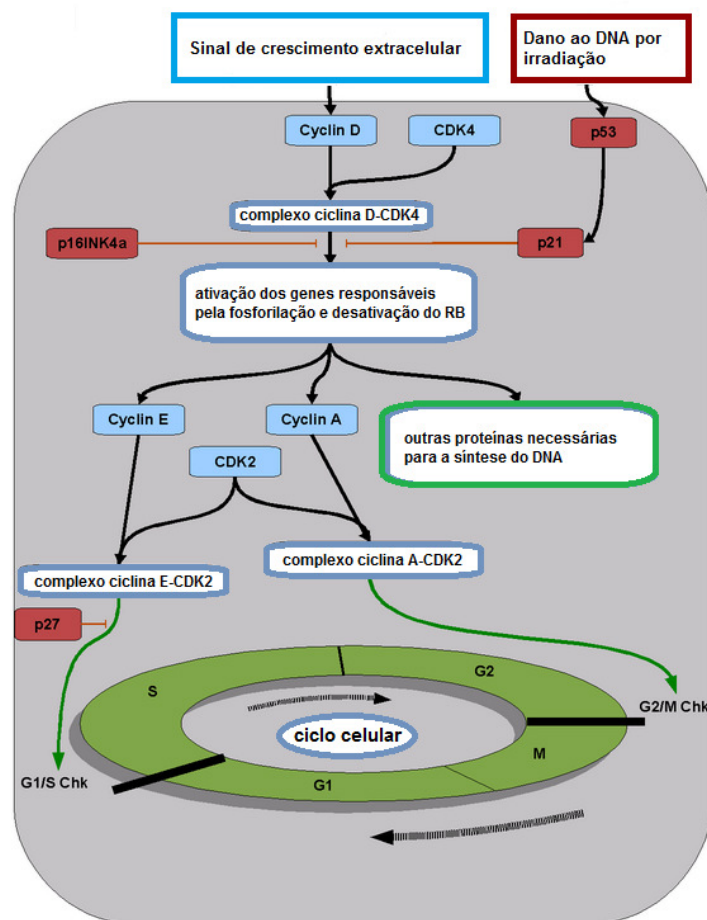 Sinal de crescimento extracelular
Dano ao DNA por
irradiação
Cyclin D
CDK4
p53
complexo ciclina D-CDK4
p16INK4a
p21
ativação dos genes responsáveis
pela fosforilação e desativação do RB
Cyclin E
Cyclin A
outras proteínas necessárias
para a síntese do DNA
CDK2
complexo ciclina E-CDK2
complexo ciclina A-CDK2
p27
S
G2
G2/M Chk
ciclo celular
M
G1/S Chk
G1